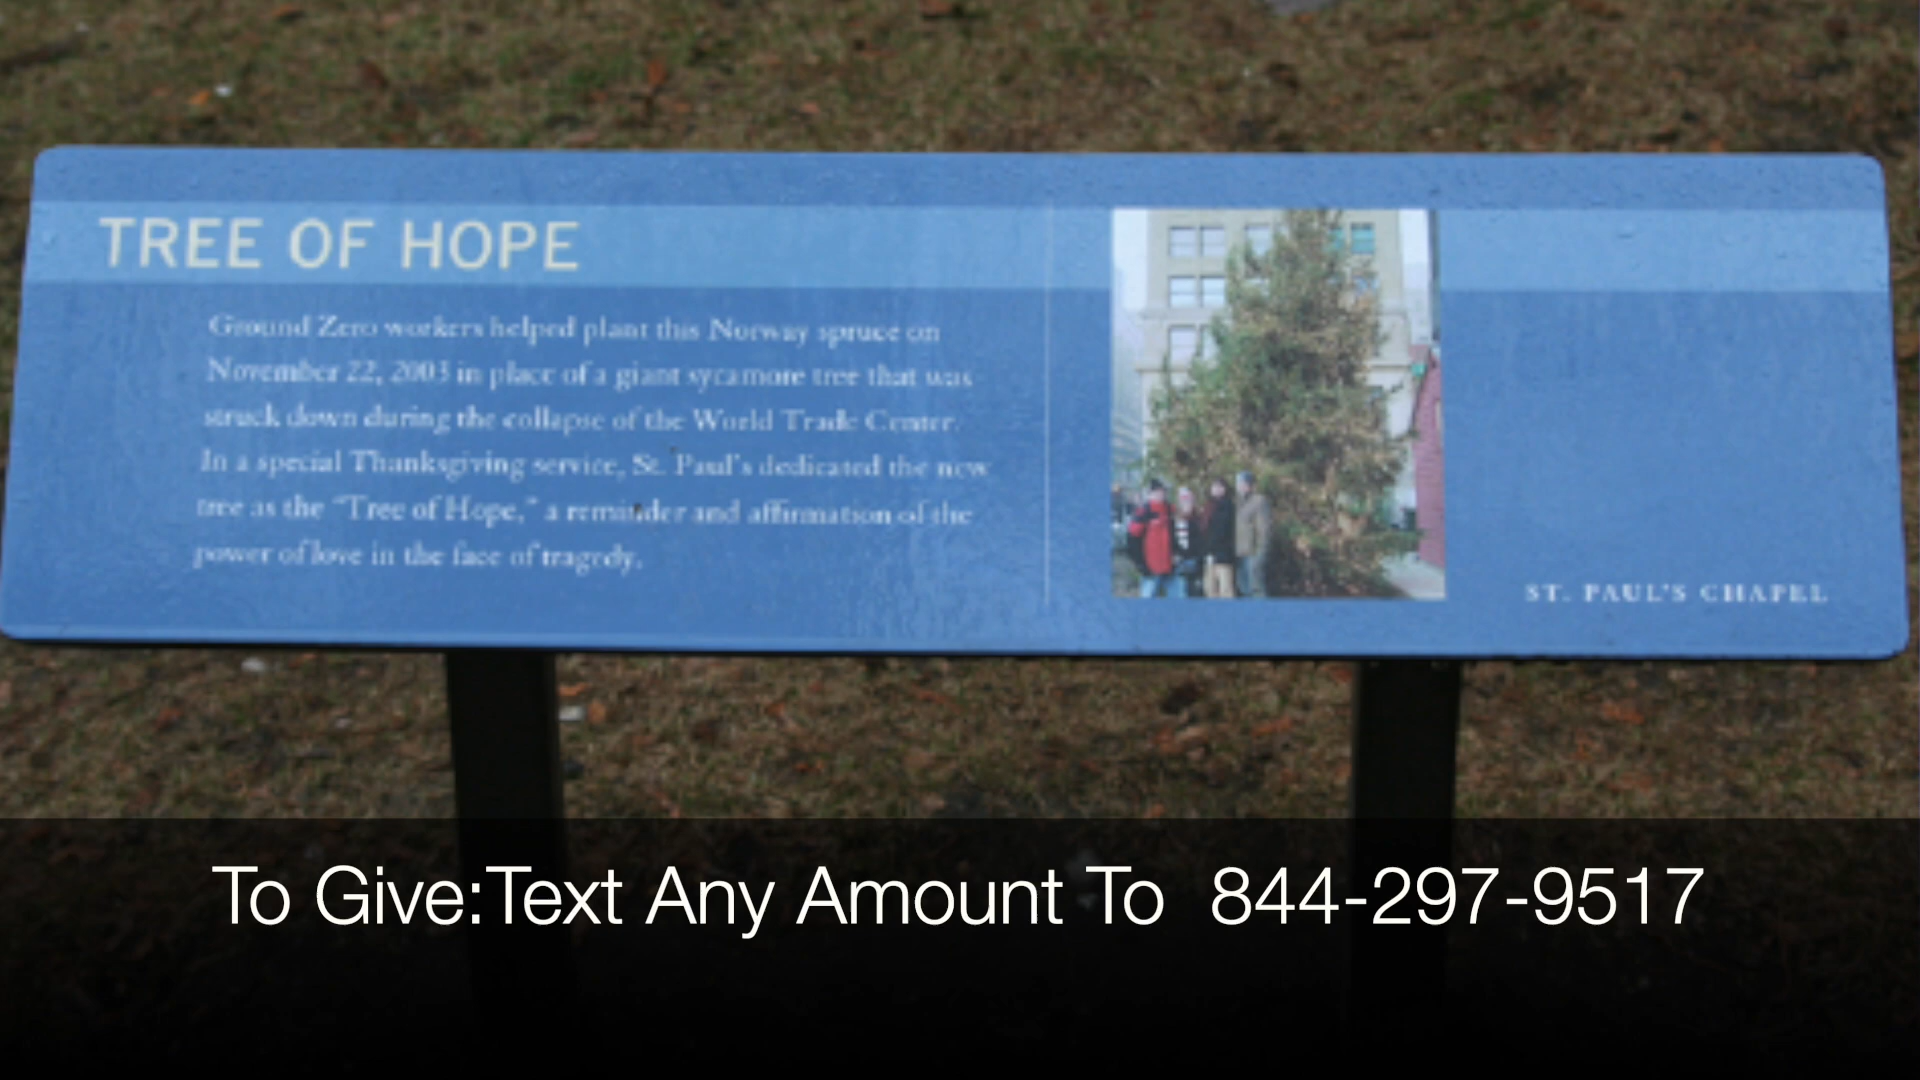 TREE OF HOPE
Ground Zero workers helped plant this Norway spruce on
November 22, 2003 in place of a giant sycamore tree that was
struck down during the collapse of the World Trade Center.
In a special Thanksgiving service, St. Paul's dedicated the new
tree as the "Tree of Hope," a reminder and affirmation of the
power of love in the face of tragedy.
ST. PAUL'S CHAPEL
To Give:Text Any Amount To  844-297-9517